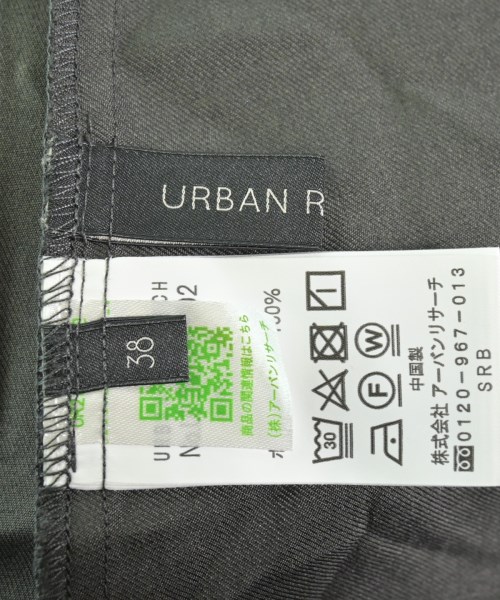 URBAN R
38
商品の関連情報はこちら
(株)アーバンリサーチ
30
中国製
株式会社 アーバンリサーチ
0120-967-013
SRB